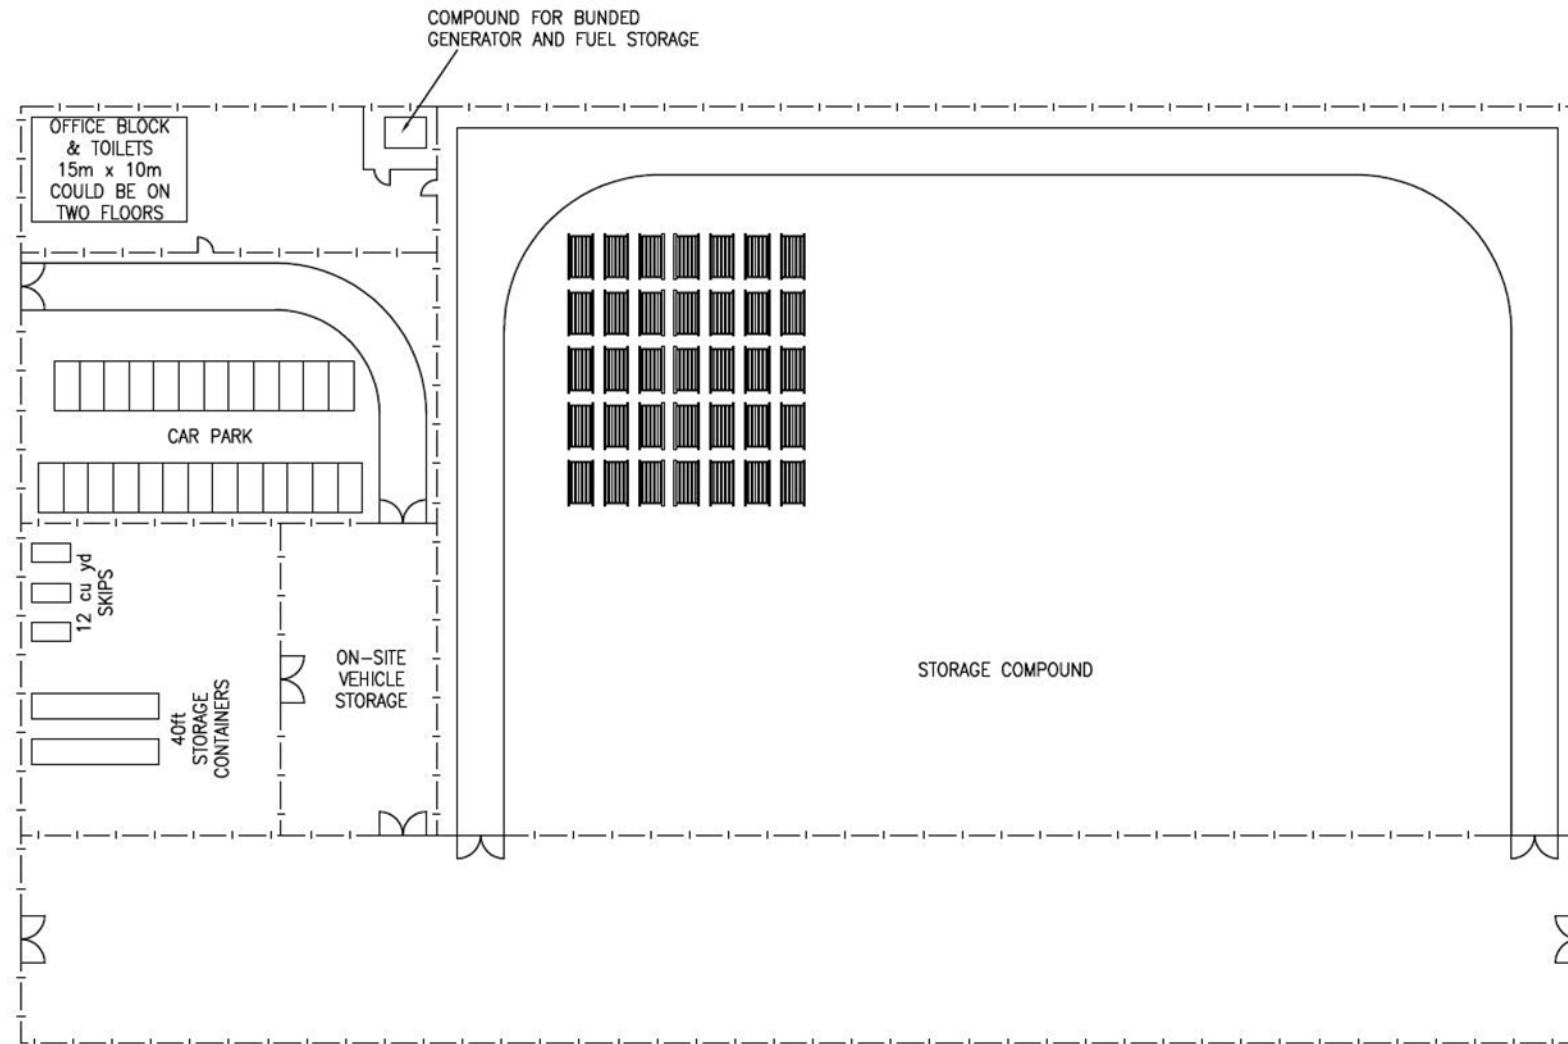 COMPOUND FOR BUNDED
GENERATOR AND FUEL STORAGE
OFFICE BLOCK
& TOILETS
15m x 10m
COULD BE ON
TWO FLOORS
CAR PARK
12 cu yd
SKIPS
40ft
STORAGE
CONTAINERS
ON-SITE
VEHICLE
STORAGE
STORAGE COMPOUND